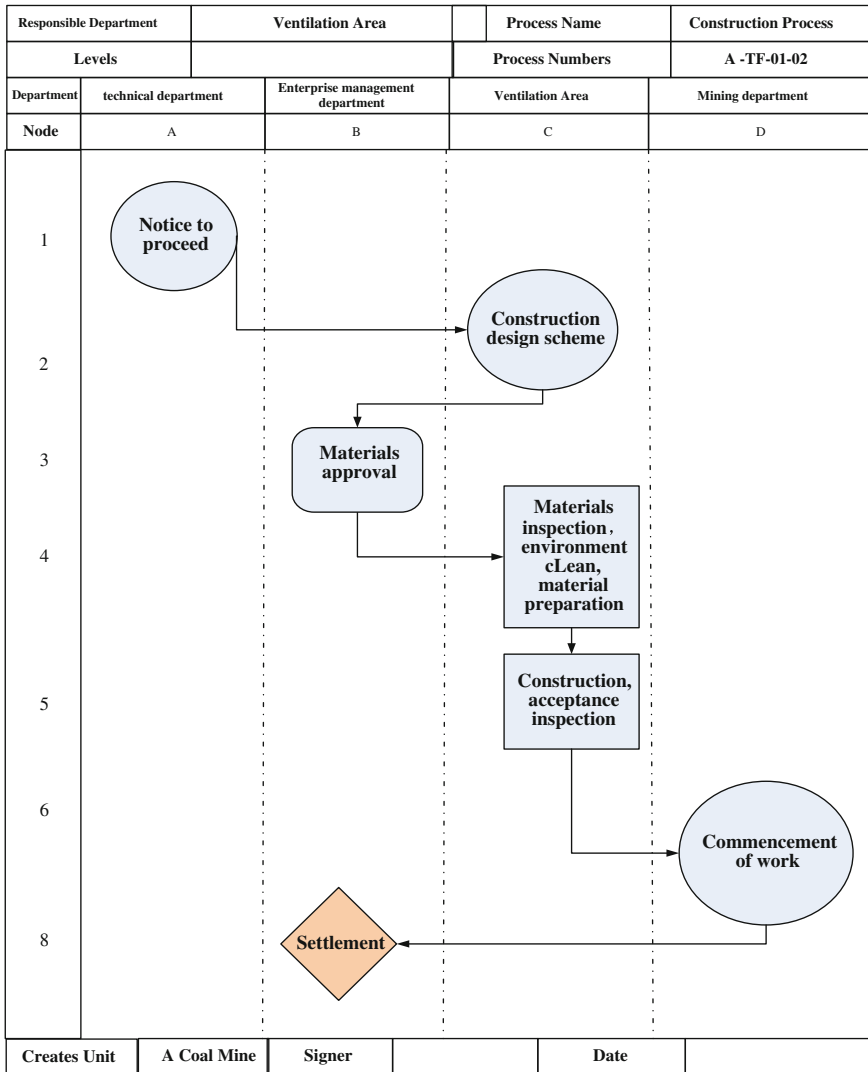 Responsible Department Ventilation Area Process Name Construction Process
Levels Process Numbers A -TF-01-02
Department technical department Enterprise management department Ventilation Area Mining department
Node A B C D
1
Notice to
proceed
Construction
design scheme
2
3
Materials
approval
Materials
inspection，
environment
cLean,
material
preparation
4
Construction,
acceptance
inspection
5
6
Commencement
of work
Settlement
8
Creates Unit A Coal Mine Signer Date